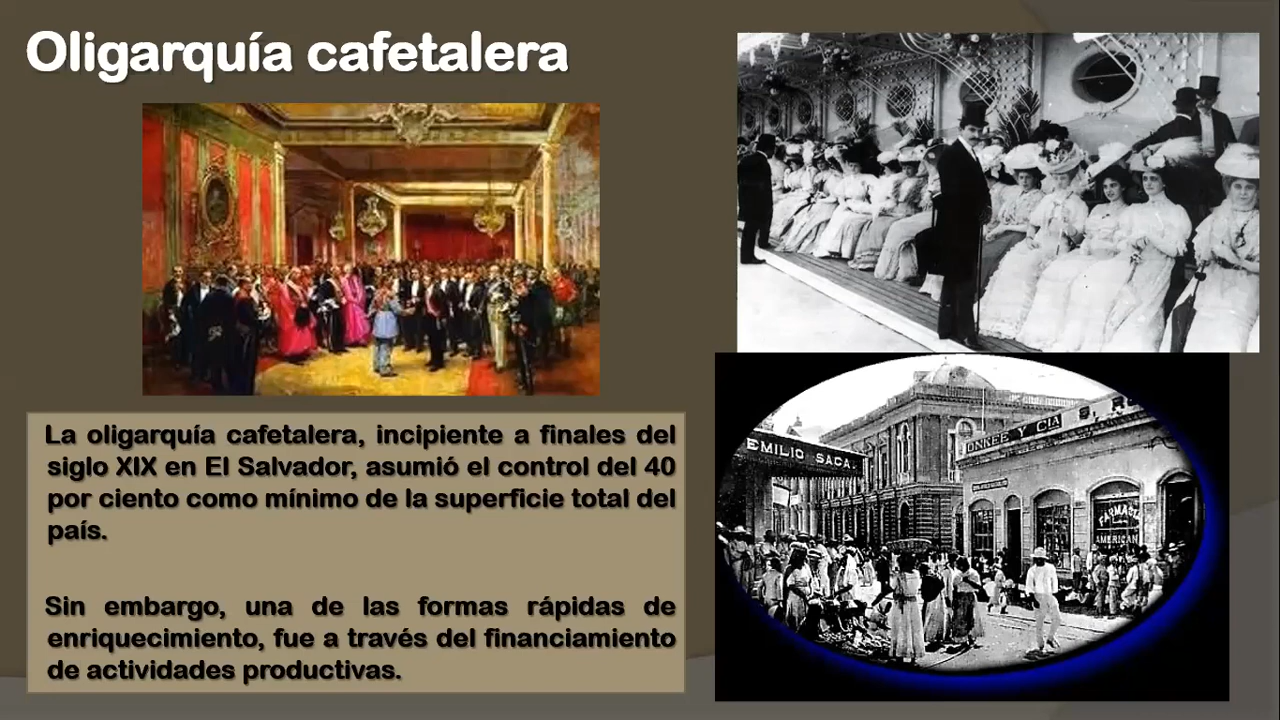 Oligarquía cafetalera
La oligarquía cafetalera, incipiente a finales del
siglo XIX en El Salvador, asumió el control del 40
por ciento como mínimo de la superficie total del
país.
Sin embargo, una de las formas rápidas de
enriquecimiento, fue a través del financiamiento
de actividades productivas.
EMILIO SACA.
ONKEE Y CIA
FARMACIA
AMERICAN